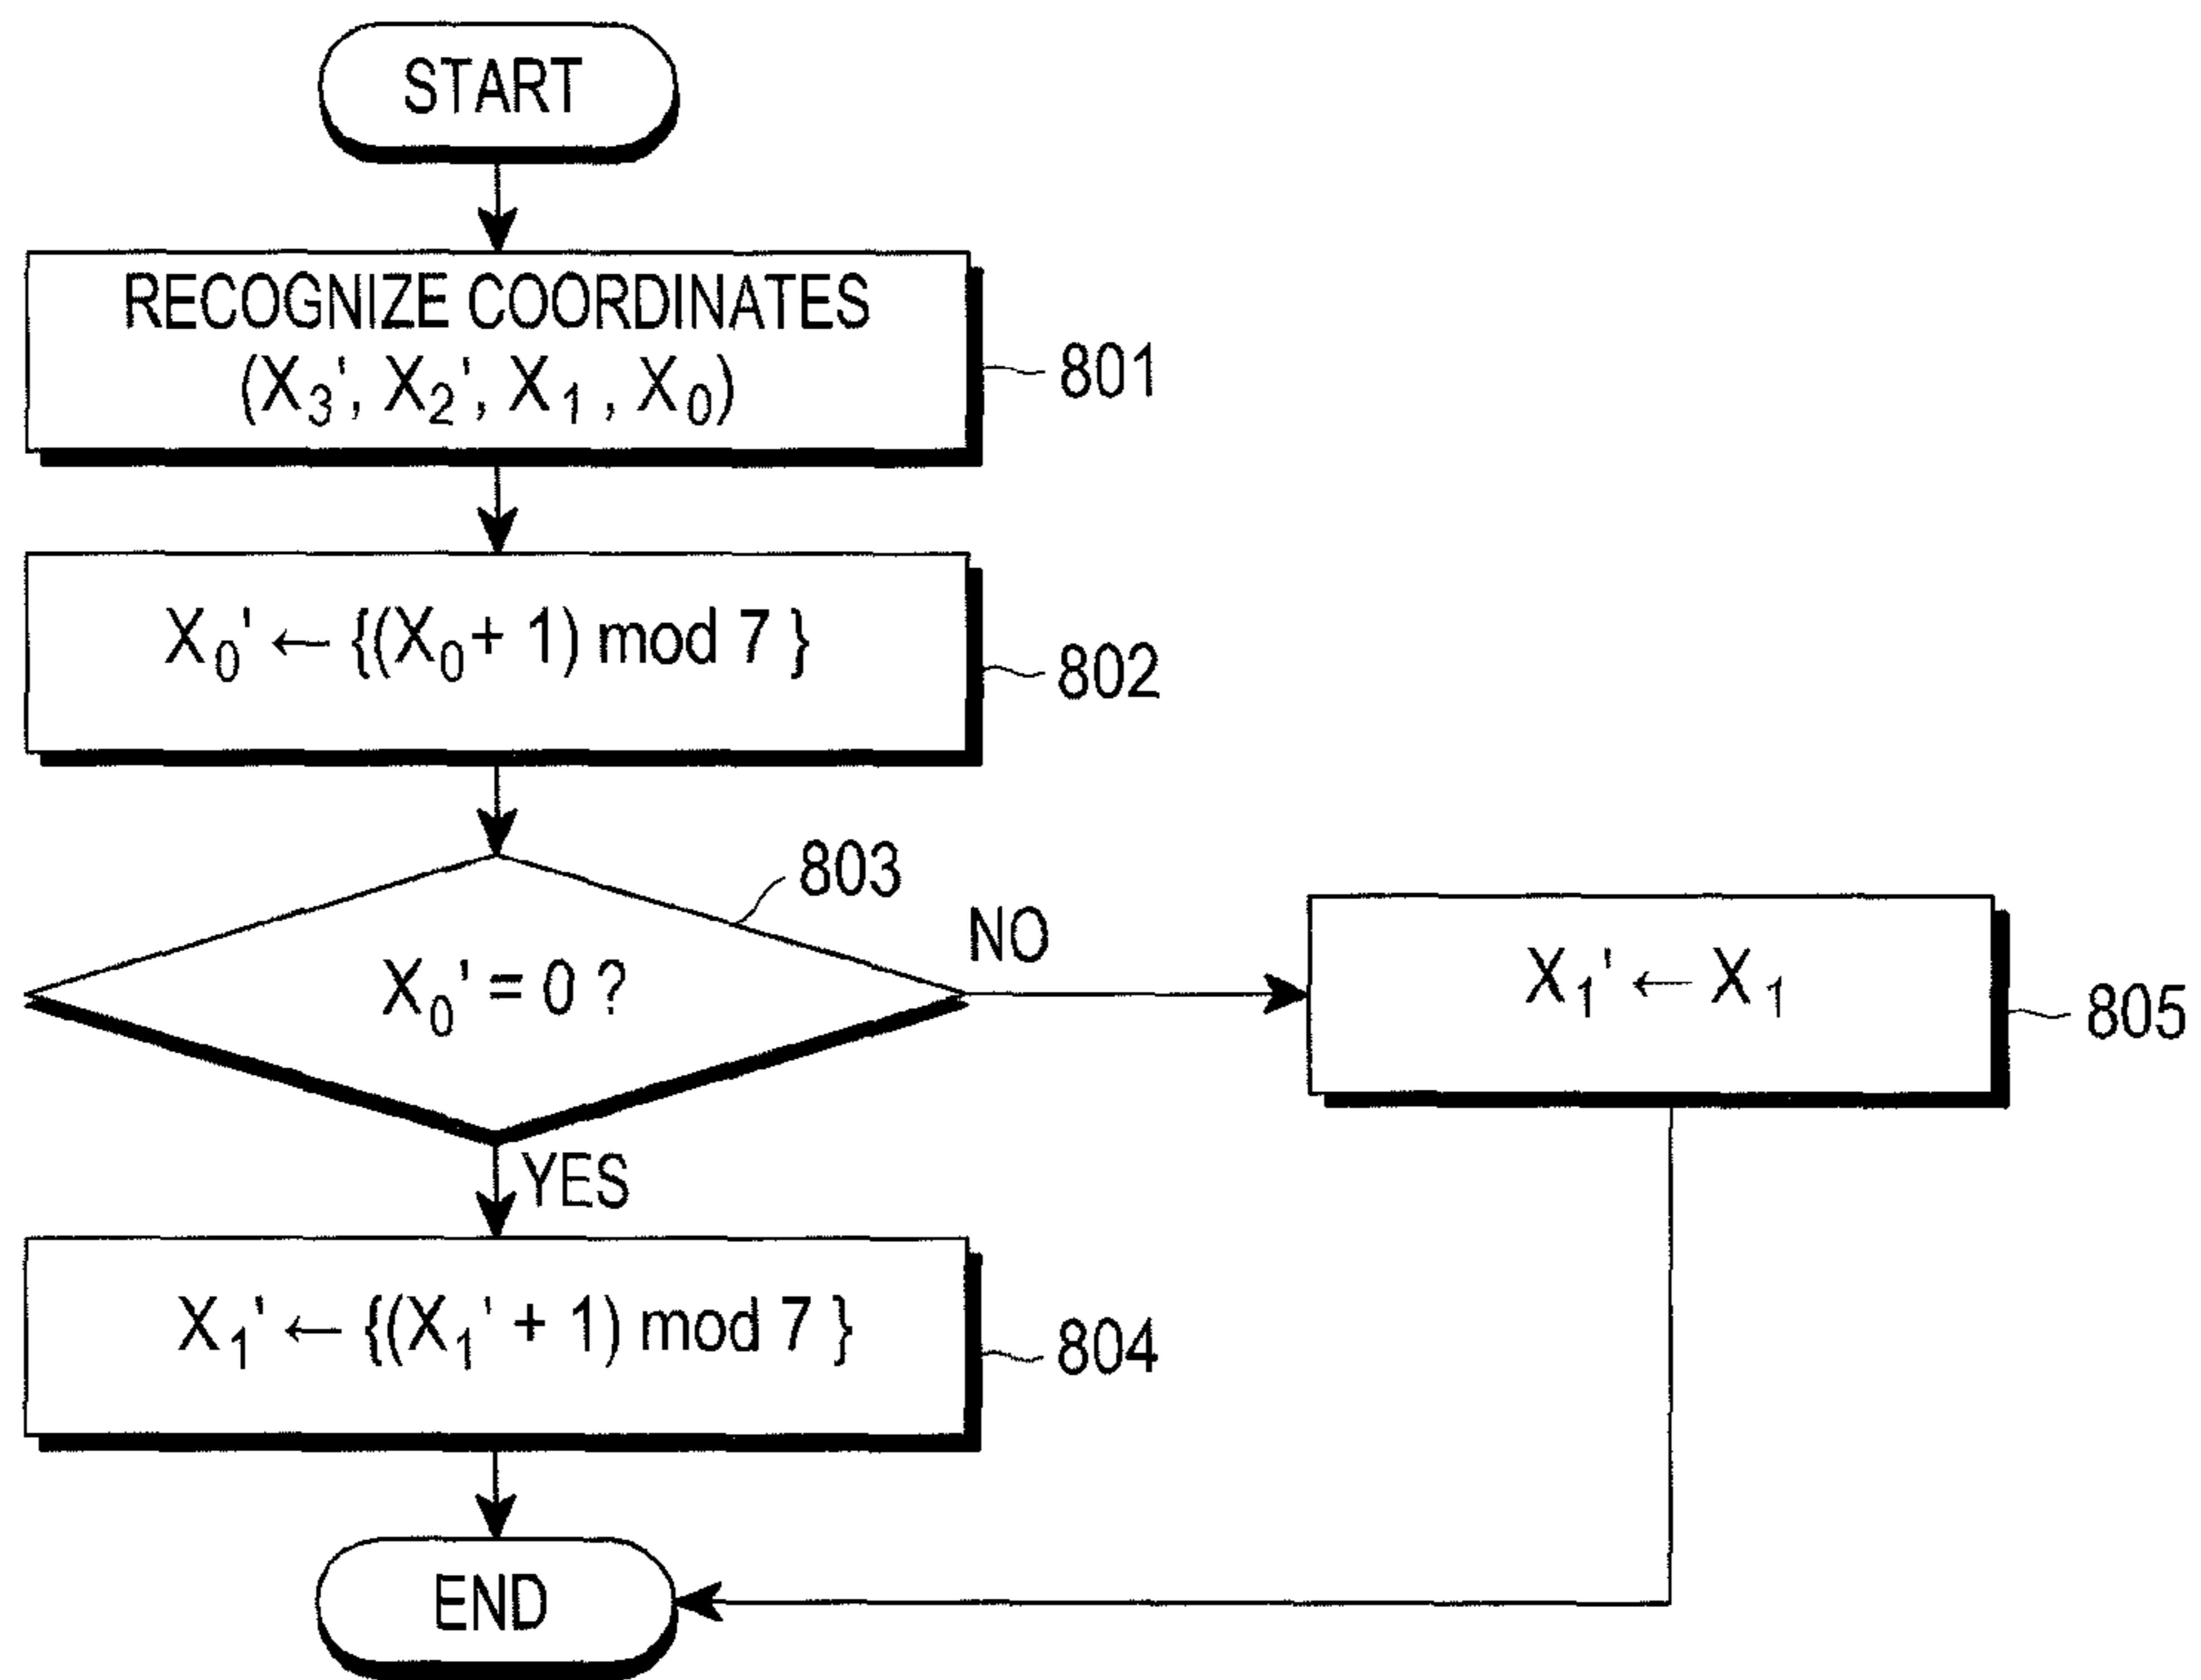 START
RECOGNIZE COORDINATES
(X₃', X₂', X₁, X₀)
801
X₀' ← {(X₀+ 1) mod 7 }
802
803
X₀' = 0 ?
NO
X₁' ← X₁
805
YES
X₁' ← {(X₁' + 1) mod 7 }
804
END